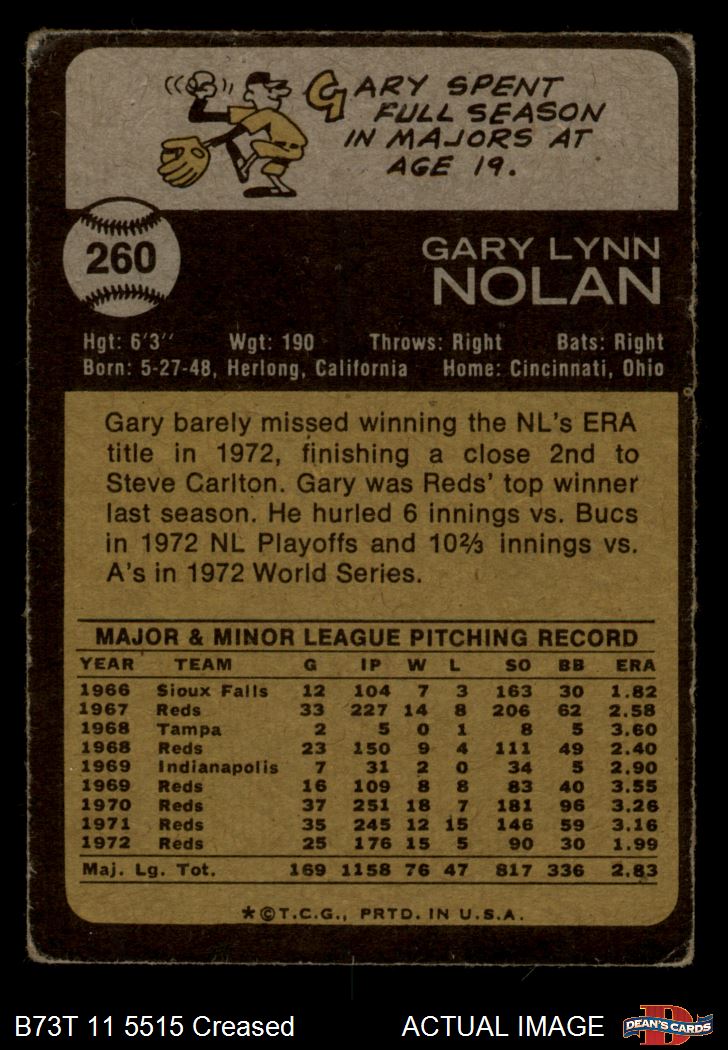 GARY SPENT
FULL SEASON
IN MAJORS AT
AGE 19.
260
GARY LYNN
NOLAN
Hgt: 6'3" Wgt: 190 Throws: Right Bats: Right
Born: 5-27-48, Herlong, California Home: Cincinnati, Ohio
Gary barely missed winning the NL's ERA
title in 1972, finishing a close 2nd to
Steve Carlton. Gary was Reds' top winner
last season. He hurled 6 innings vs. Bucs
in 1972 NL Playoffs and 10⅔ innings vs.
A's in 1972 World Series.
MAJOR & MINOR LEAGUE PITCHING RECORD
YEAR TEAM G IP W L SO BB ERA
1966 Sioux Falls 12 104 7 3 163 30 1.82
1967 Reds 33 227 14 8 206 62 2.58
1968 Tampa 2 5 0 1 8 5 3.60
1968 Reds 23 150 9 4 111 49 2.40
1969 Indianapolis 7 31 2 0 34 5 2.90
1969 Reds 16 109 8 8 83 40 3.55
1970 Reds 37 251 18 7 181 96 3.26
1971 Reds 35 245 12 15 146 59 3.16
1972 Reds 25 176 15 5 90 30 1.99
Maj. Lg. Tot. 169 1158 76 47 817 336 2.83
*©T.C.G., PRTD. IN U.S.A.
B73T 11 5515 Creased ACTUAL IMAGE DEAN'S CARDS